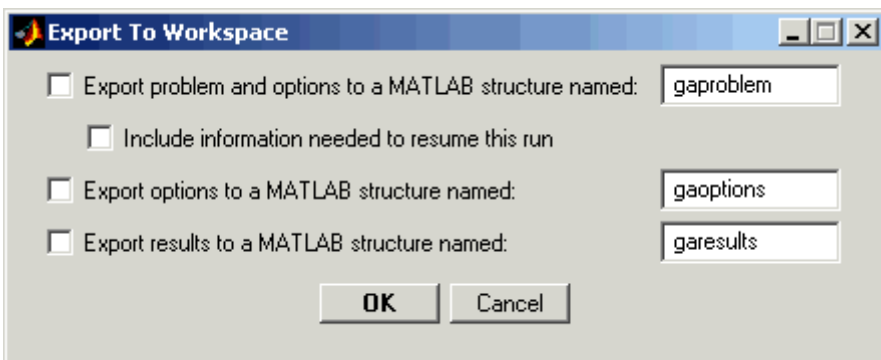 Export To Workspace
Export problem and options to a MATLAB structure named: gaproblem
Include information needed to resume this run
Export options to a MATLAB structure named: gaoptions
Export results to a MATLAB structure named: garesults
OK Cancel